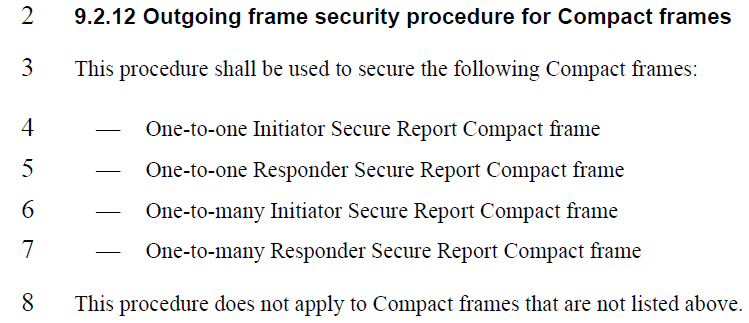 2 9.2.12 Outgoing frame security procedure for Compact frames
3 This procedure shall be used to secure the following Compact frames:
4 — One-to-one Initiator Secure Report Compact frame
5 — One-to-one Responder Secure Report Compact frame
6 — One-to-many Initiator Secure Report Compact frame
7 — One-to-many Responder Secure Report Compact frame
8 This procedure does not apply to Compact frames that are not listed above.